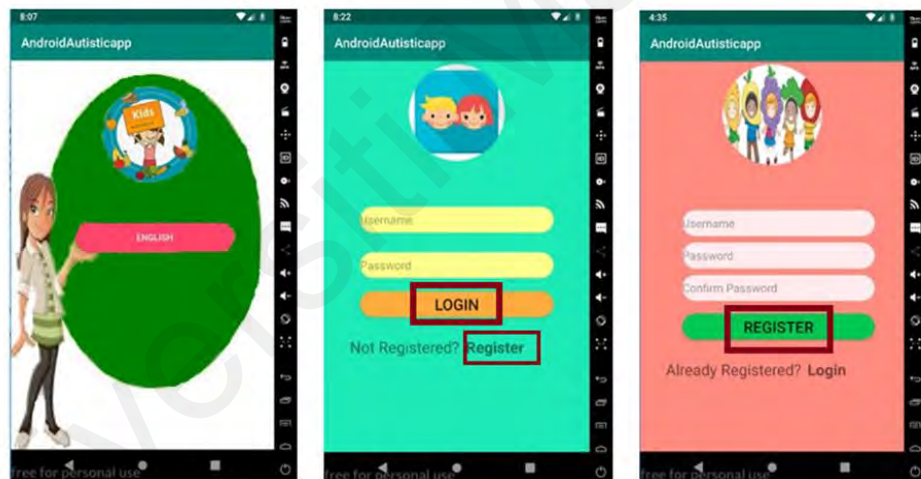 8:07
AndroidAutisticapp
Kids
ENGLISH
free for personal use
8:22
AndroidAutisticapp
Username
Password
LOGIN
Not Registered? Register
free for personal use
4:35
AndroidAutisticapp
Username
Password
Confirm Password
REGISTER
Already Registered? Login
free for personal use